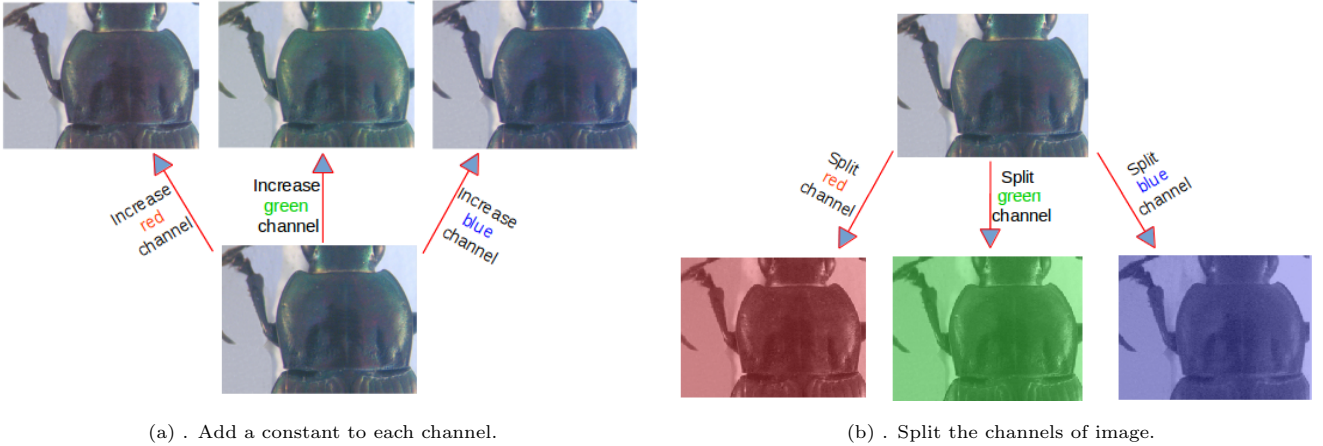 Increase
red
channel
Increase
green
channel
Increase
blue
channel
(a) . Add a constant to each channel.
Split
red
channel
Split
green
channel
Split
blue
channel
(b) . Split the channels of image.